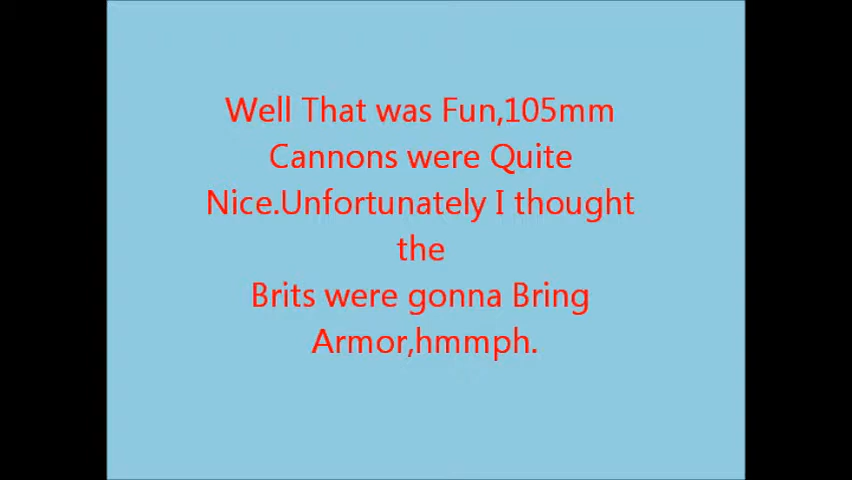 Well That was Fun,105mm
Cannons were Quite
Nice.Unfortunately I thought
the
Brits were gonna Bring
Armor,hmmph.